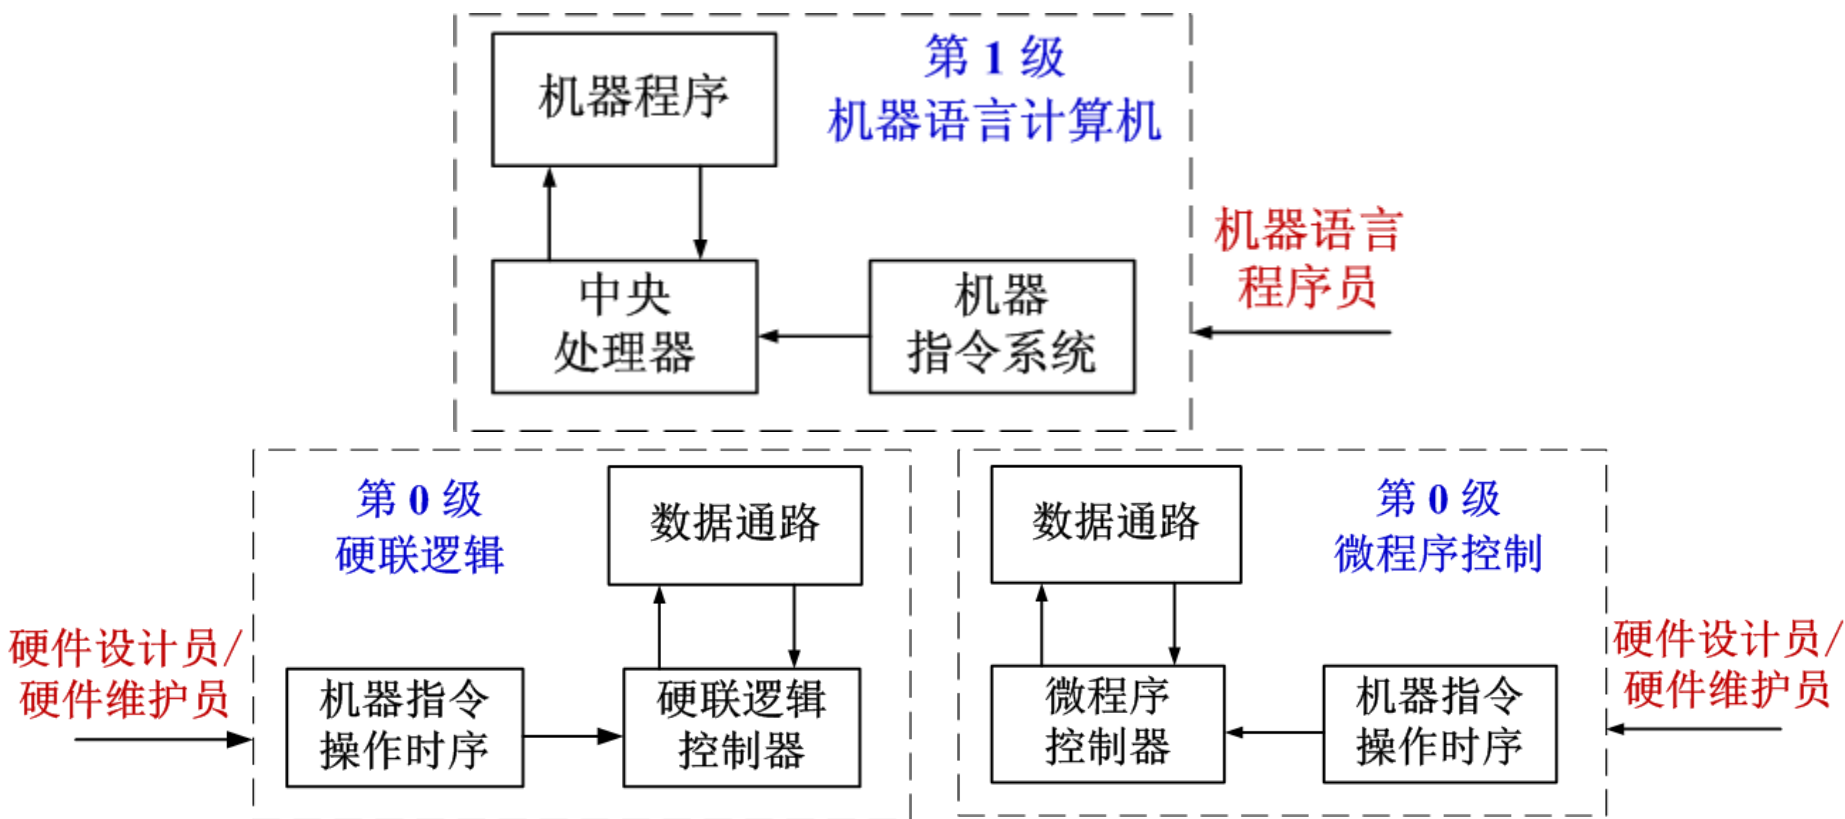 机器程序
第 1 级
机器语言计算机
中央
处理器
机器
指令系统
机器语言
程序员
第 0 级
硬联逻辑
数据通路
硬件设计员/
硬件维护员
机器指令
操作时序
硬联逻辑
控制器
数据通路
第 0 级
微程序控制
微程序
控制器
机器指令
操作时序
硬件设计员/
硬件维护员